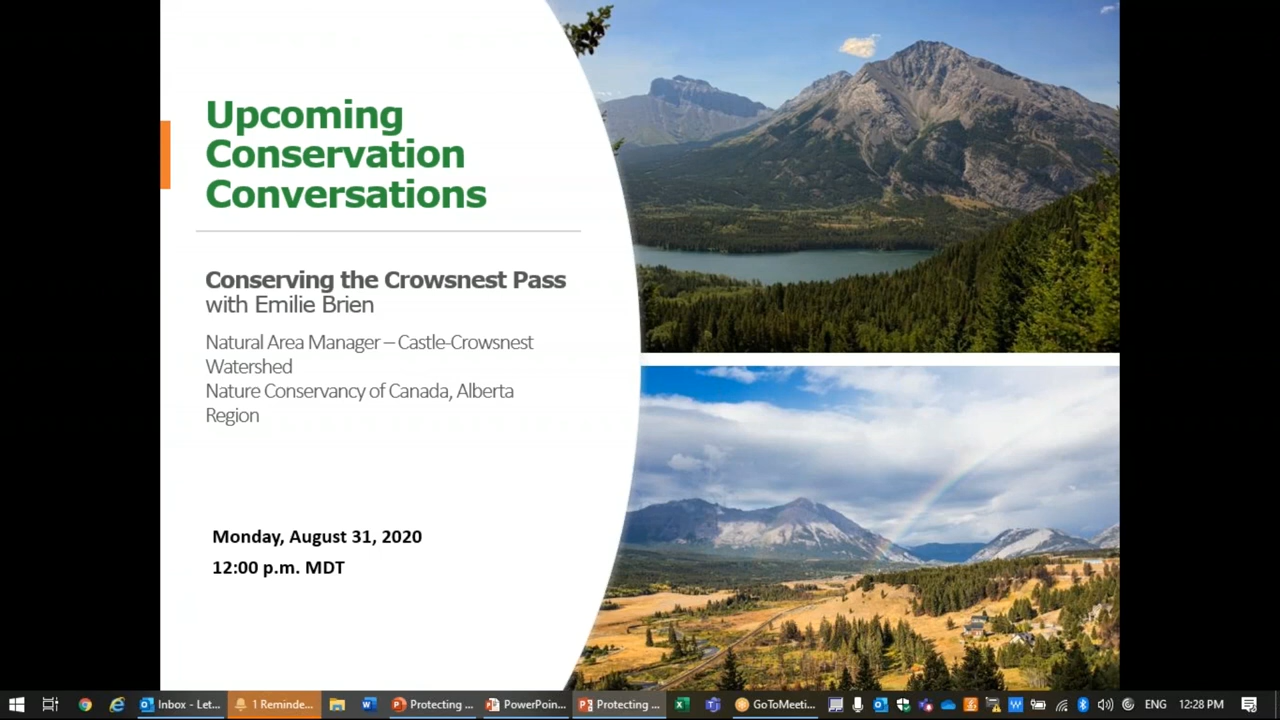 Upcoming
Conservation
Conversations
Conserving the Crowsnest Pass
with Emilie Brien
Natural Area Manager – Castle-Crowsnest
Watershed
Nature Conservancy of Canada, Alberta
Region
Monday, August 31, 2020
12:00 p.m. MDT
Inbox - Let...
1 Reminde...
Protecting ...
PowerPoin...
Protecting ...
GoToMeeti...
ENG
12:28 PM